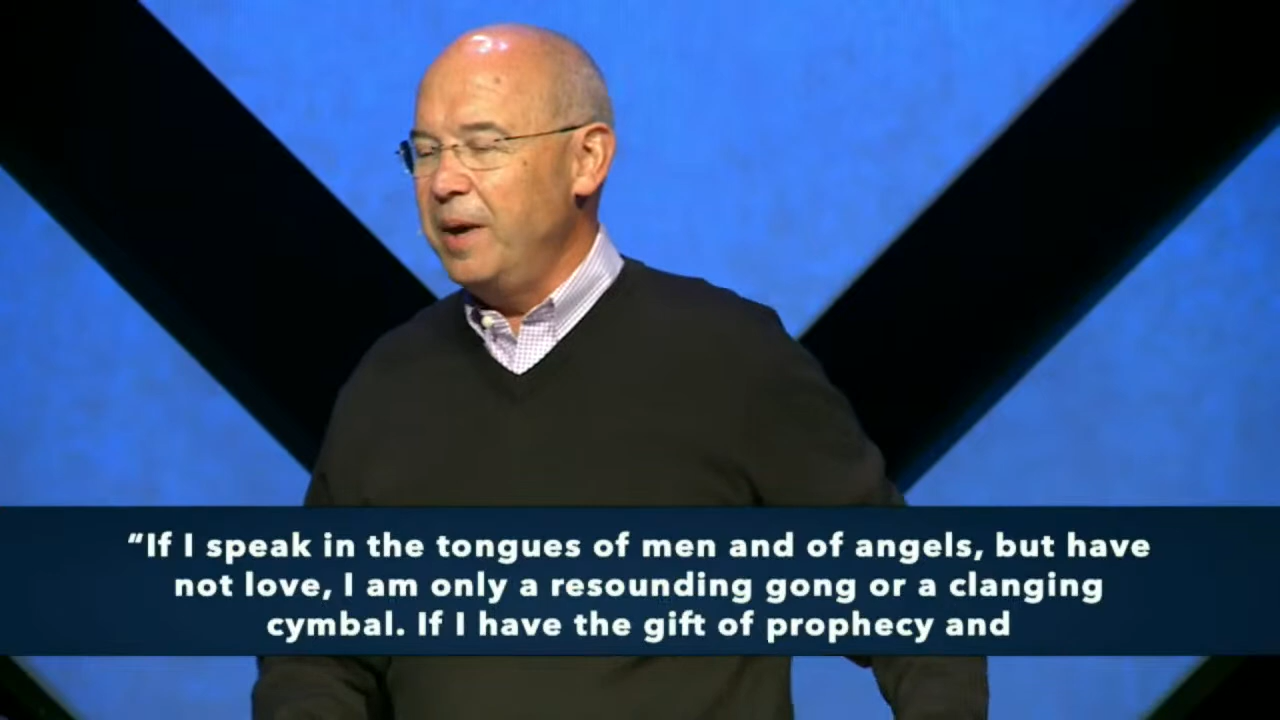 “If I speak in the tongues of men and of angels, but have
not love, I am only a resounding gong or a clanging
cymbal. If I have the gift of prophecy and